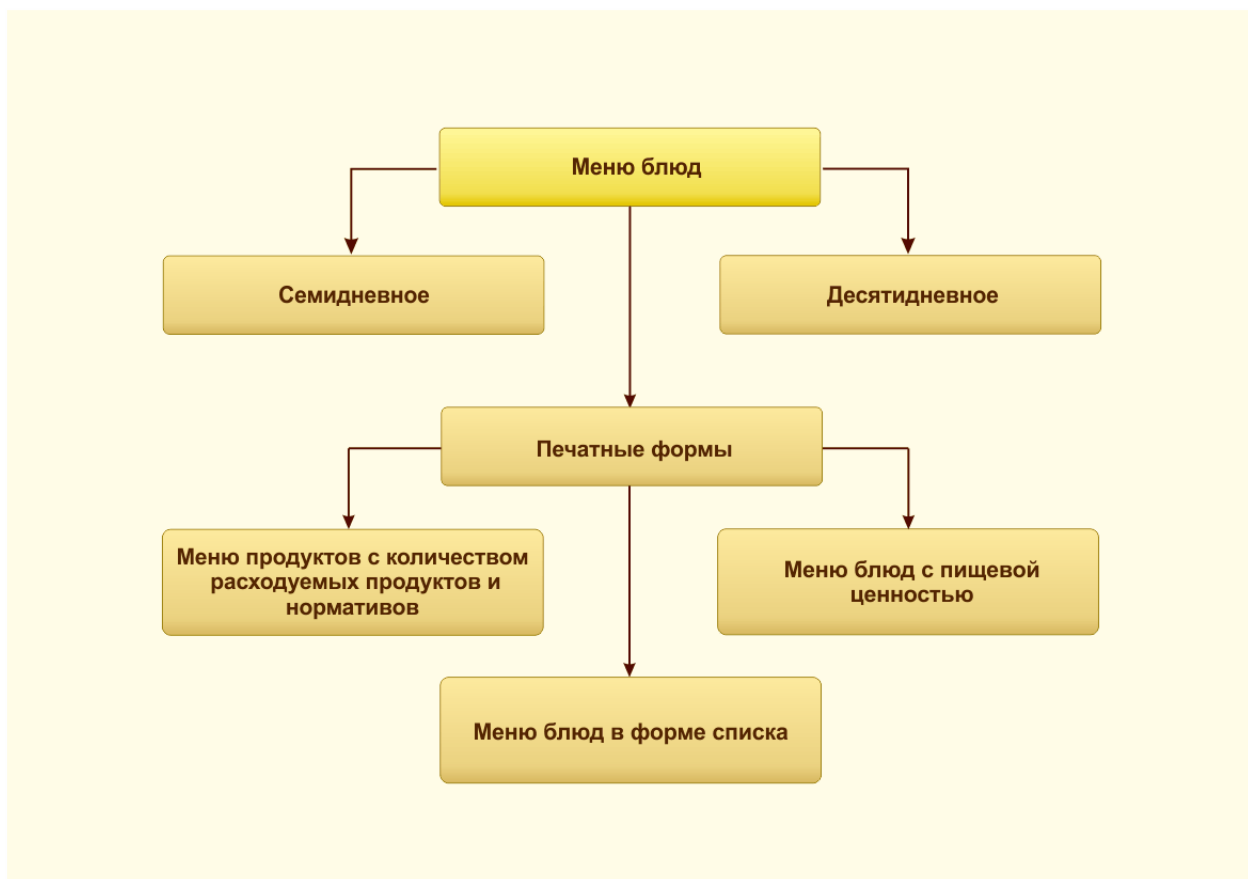 Меню блюд
Семидневное
Десятидневное
Печатные формы
Меню продуктов с количеством
расходуемых продуктов и
нормативов
Меню блюд с пищевой
ценностью
Меню блюд в форме списка